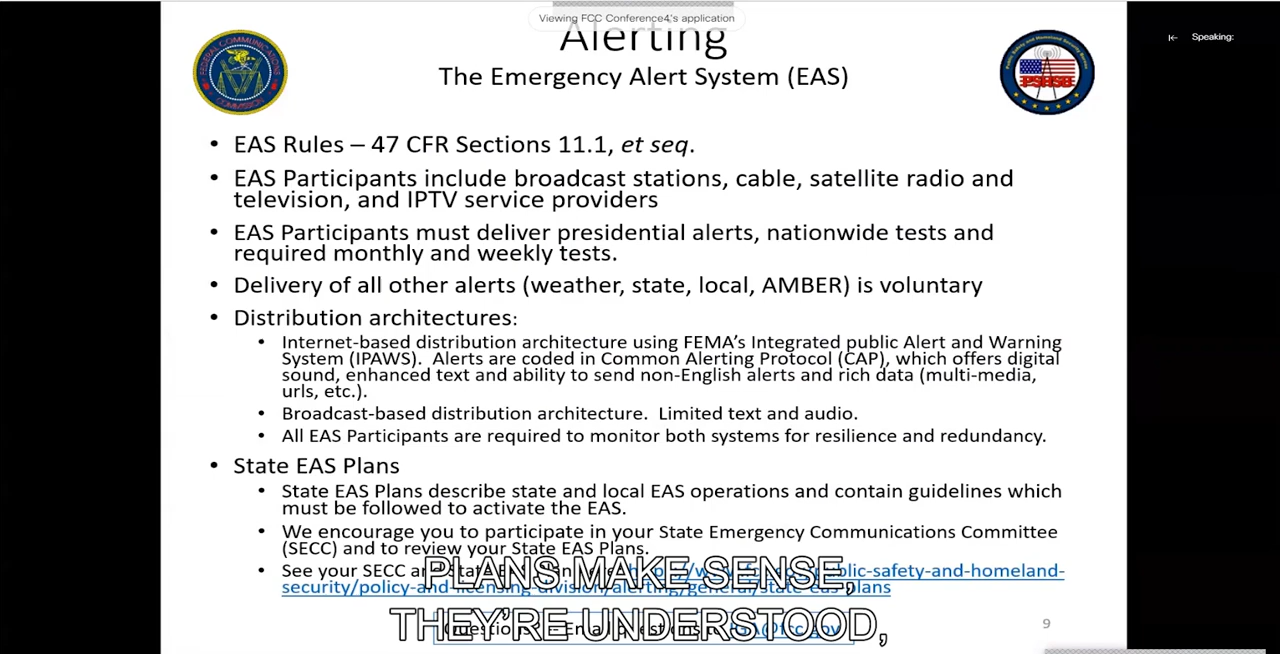 Viewing FCC Conference4's application
Speaking:
Alerting
The Emergency Alert System (EAS)
FEDERAL COMMUNICATIONS
COMMISSION
PSHSB
• EAS Rules – 47 CFR Sections 11.1, et seq.
• EAS Participants include broadcast stations, cable, satellite radio and
television, and IPTV service providers
• EAS Participants must deliver presidential alerts, nationwide tests and
required monthly and weekly tests.
• Delivery of all other alerts (weather, state, local, AMBER) is voluntary
• Distribution architectures:
• Internet-based distribution architecture using FEMA's Integrated public Alert and Warning
System (IPAWS). Alerts are coded in Common Alerting Protocol (CAP), which offers digital
sound, enhanced text and ability to send non-English alerts and rich data (multi-media,
urls, etc.).
• Broadcast-based distribution architecture. Limited text and audio.
• All EAS Participants are required to monitor both systems for resilience and redundancy.
• State EAS Plans
• State EAS Plans describe state and local EAS operations and contain guidelines which
must be followed to activate the EAS.
• We encourage you to participate in your State Emergency Communications Committee
(SECC) and to review your State EAS Plans.
• See your SECC
public-safety-and-homeland-
security/policy-and-licensing-division/alerting/general/state-eas-plans
PLANS MAKE SENSE,
THEY'RE UNDERSTOOD,
9